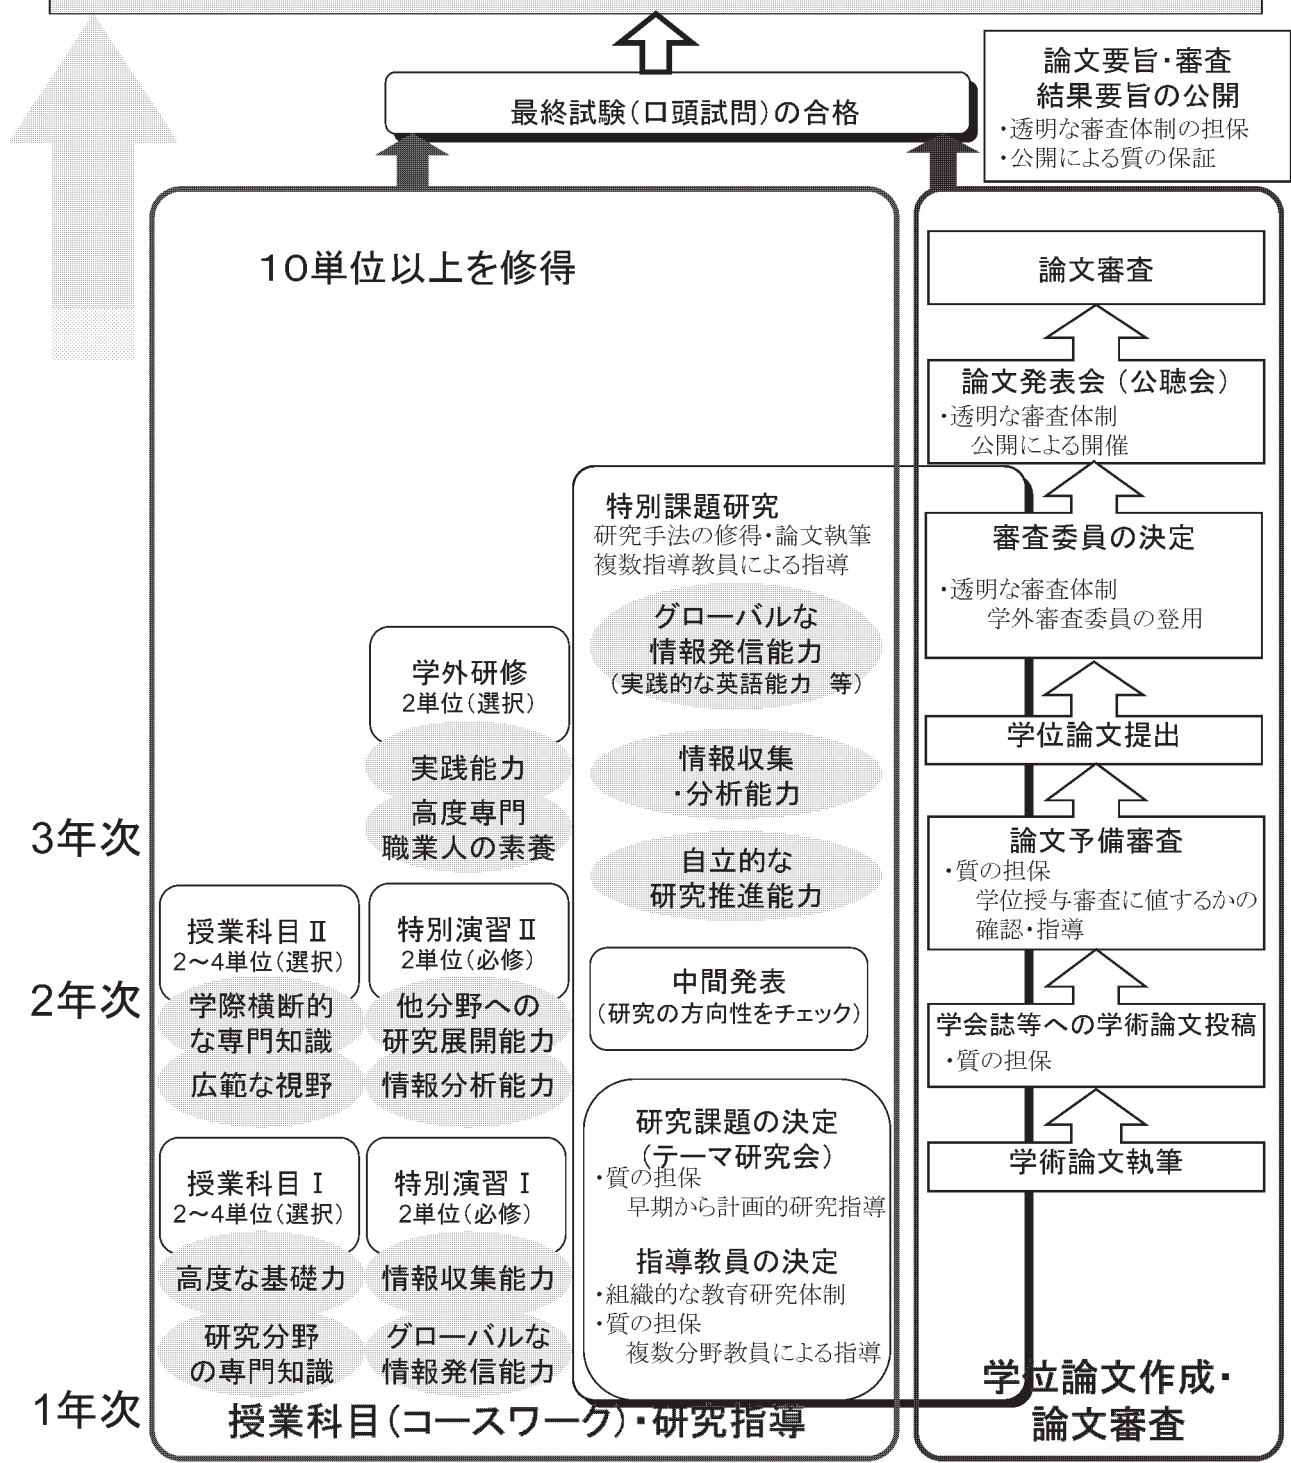 最終試験(口頭試問)の合格
論文要旨・審査
結果要旨の公開
・透明な審査体制の担保
・公開による質の保証
10単位以上を修得
特別課題研究
研究手法の修得・論文執筆
複数指導教員による指導
グローバルな
情報発信能力
(実践的な英語能力 等)
情報収集
・分析能力
自立的な
研究推進能力
中間発表
(研究の方向性をチェック)
研究課題の決定
(テーマ研究会)
・質の担保
早期から計画的研究指導
指導教員の決定
・組織的な教育研究体制
・質の担保
複数分野教員による指導
学外研修
2単位(選択)
実践能力
高度専門
職業人の素養
3年次
授業科目Ⅱ
2～4単位(選択)
学際横断的
な専門知識
広範な視野
特別演習Ⅱ
2単位(必修)
他分野への
研究展開能力
情報分析能力
2年次
授業科目Ⅰ
2～4単位(選択)
高度な基礎力
研究分野
の専門知識
特別演習Ⅰ
2単位(必修)
情報収集能力
グローバルな
情報発信能力
1年次
授業科目(コースワーク)・研究指導
論文審査
論文発表会(公聴会)
・透明な審査体制
公開による開催
審査委員の決定
・透明な審査体制
学外審査委員の登用
学位論文提出
論文予備審査
・質の担保
学位授与審査に値するかの
確認・指導
学会誌等への学術論文投稿
・質の担保
学術論文執筆
学位論文作成・
論文審査